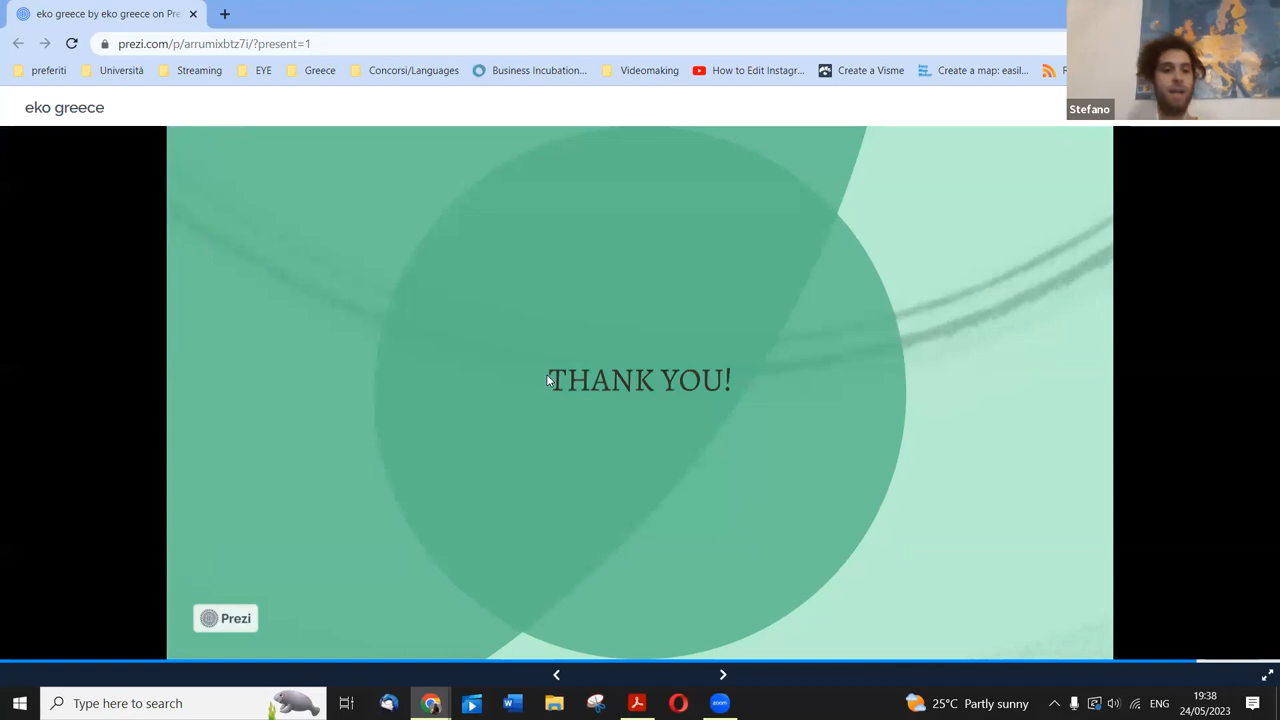 eko greece by eko greece on Pre
prezi.com/p/arrumixbtz7i/?present=1
preferiti
Università
Streaming
EYE
Greece
Concorsi/Languages
Business Incubation...
Videomaking
How to Edit Instagr...
Create a Visme
Create a map: easil...
eko greece
Stefano
THANK YOU!
Prezi
Type here to search
25°C Partly sunny
ENG
19:38
24/05/2023